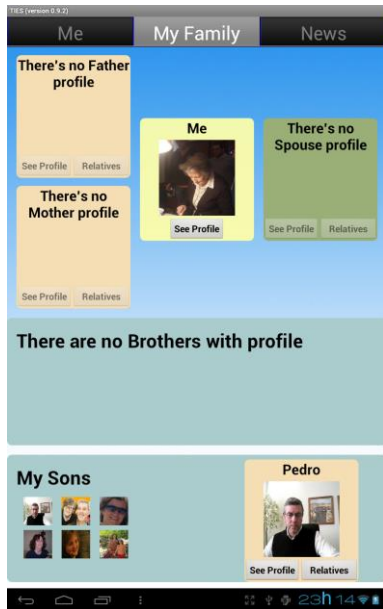 TIES (version 0.9.2)
Me
My Family
News
There's no Father
profile
See Profile
Relatives
Me
See Profile
There's no
Spouse profile
See Profile
Relatives
There's no
Mother profile
See Profile
Relatives
There are no Brothers with profile
My Sons
Pedro
See Profile
Relatives
23h 14